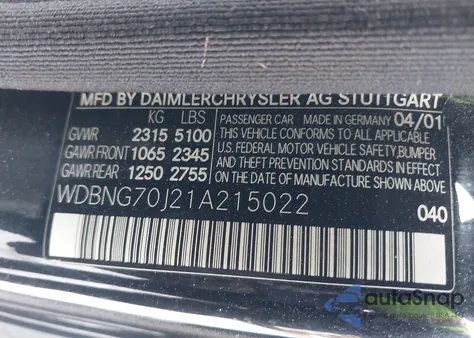 MFD BY DAIMLERCHRYSLER AG STUTTGART
KG LBS
GVWR 2315 5100
GAWR FRONT 1065 2345
GAWR REAR 1250 2755
PASSENGER CAR MADE IN GERMANY 04/01
THIS VEHICLE CONFORMS TO ALL APPLICABLE
U.S. FEDERAL MOTOR VEHICLE SAFETY, BUMPER,
AND THEFT PREVENTION STANDARDS IN EFFECT
ON THE DATE OF MANUFACTURE SHOWN ABOVE.
WDBNG70J21A215022
040
autoSnap